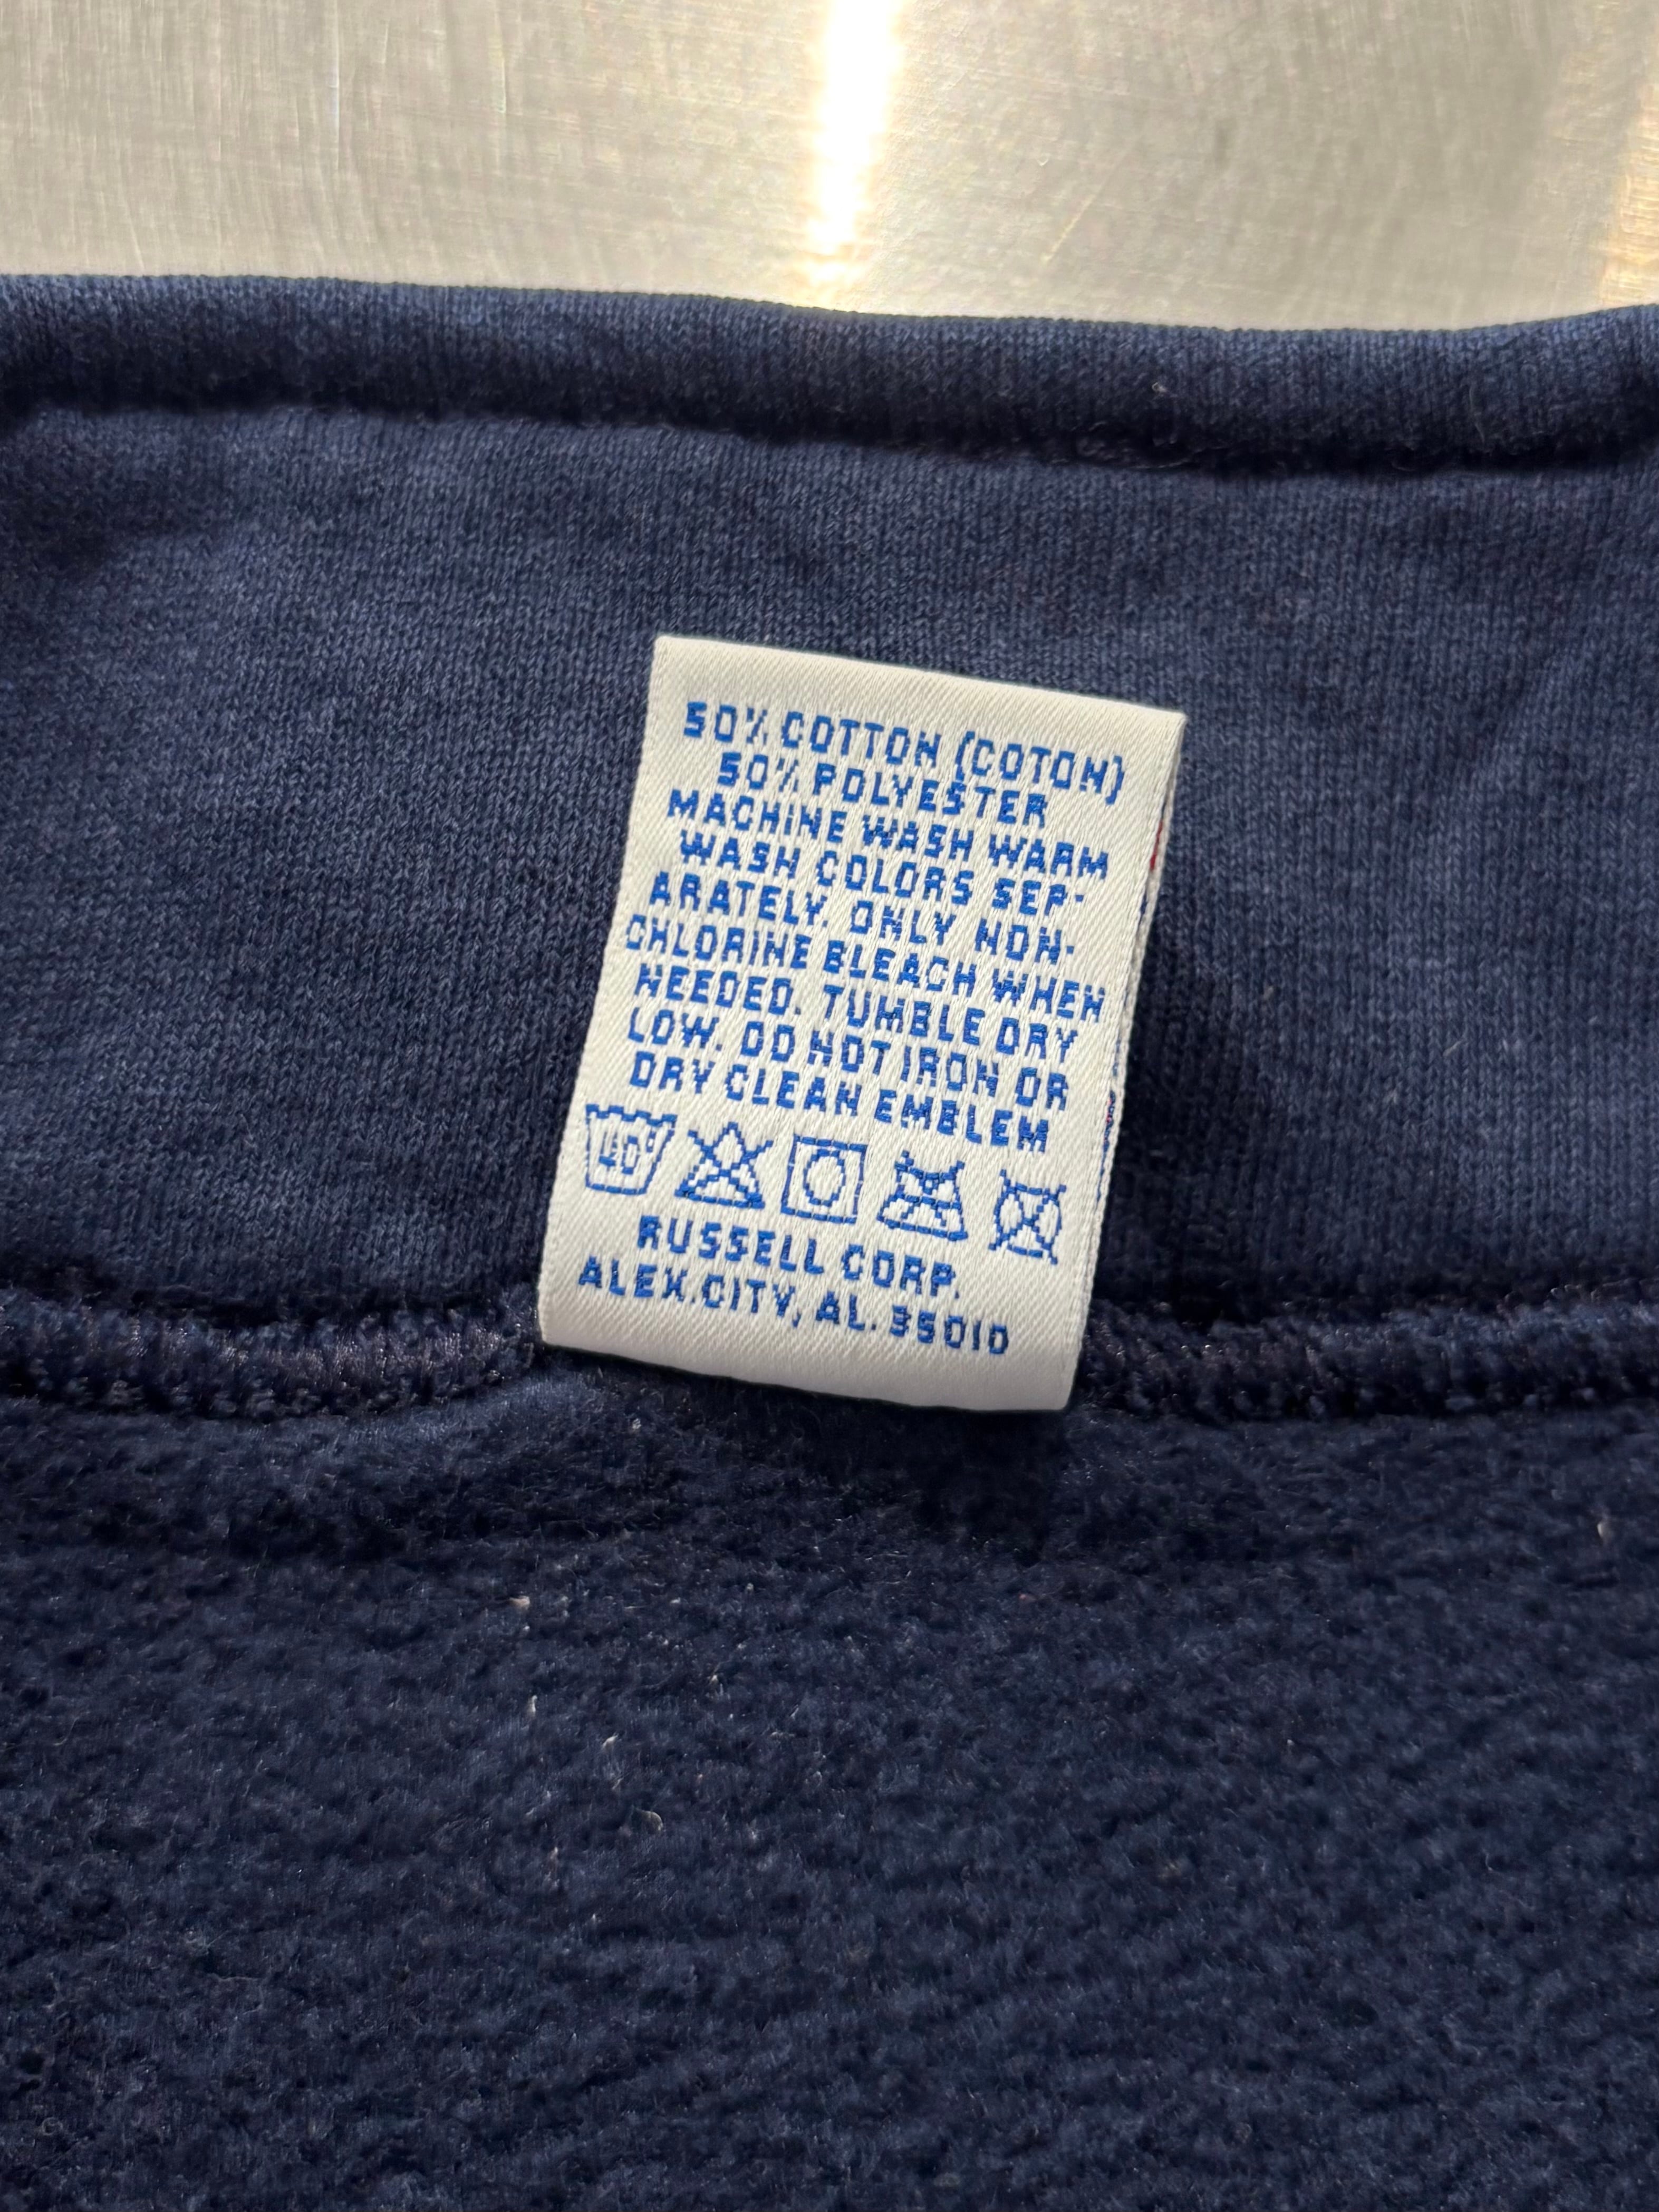 50% COTTON (COTON)
50% POLYESTER
MACHINE WASH WARM
WASH COLORS SEP-
ARATELY. ONLY NON-
CHLORINE BLEACH WHEN
NEEDED. TUMBLE DRY
LOW. DO NOT IRON OR
DRY CLEAN EMBLEM
40°
RUSSELL CORP.
ALEX.CITY, AL. 35010